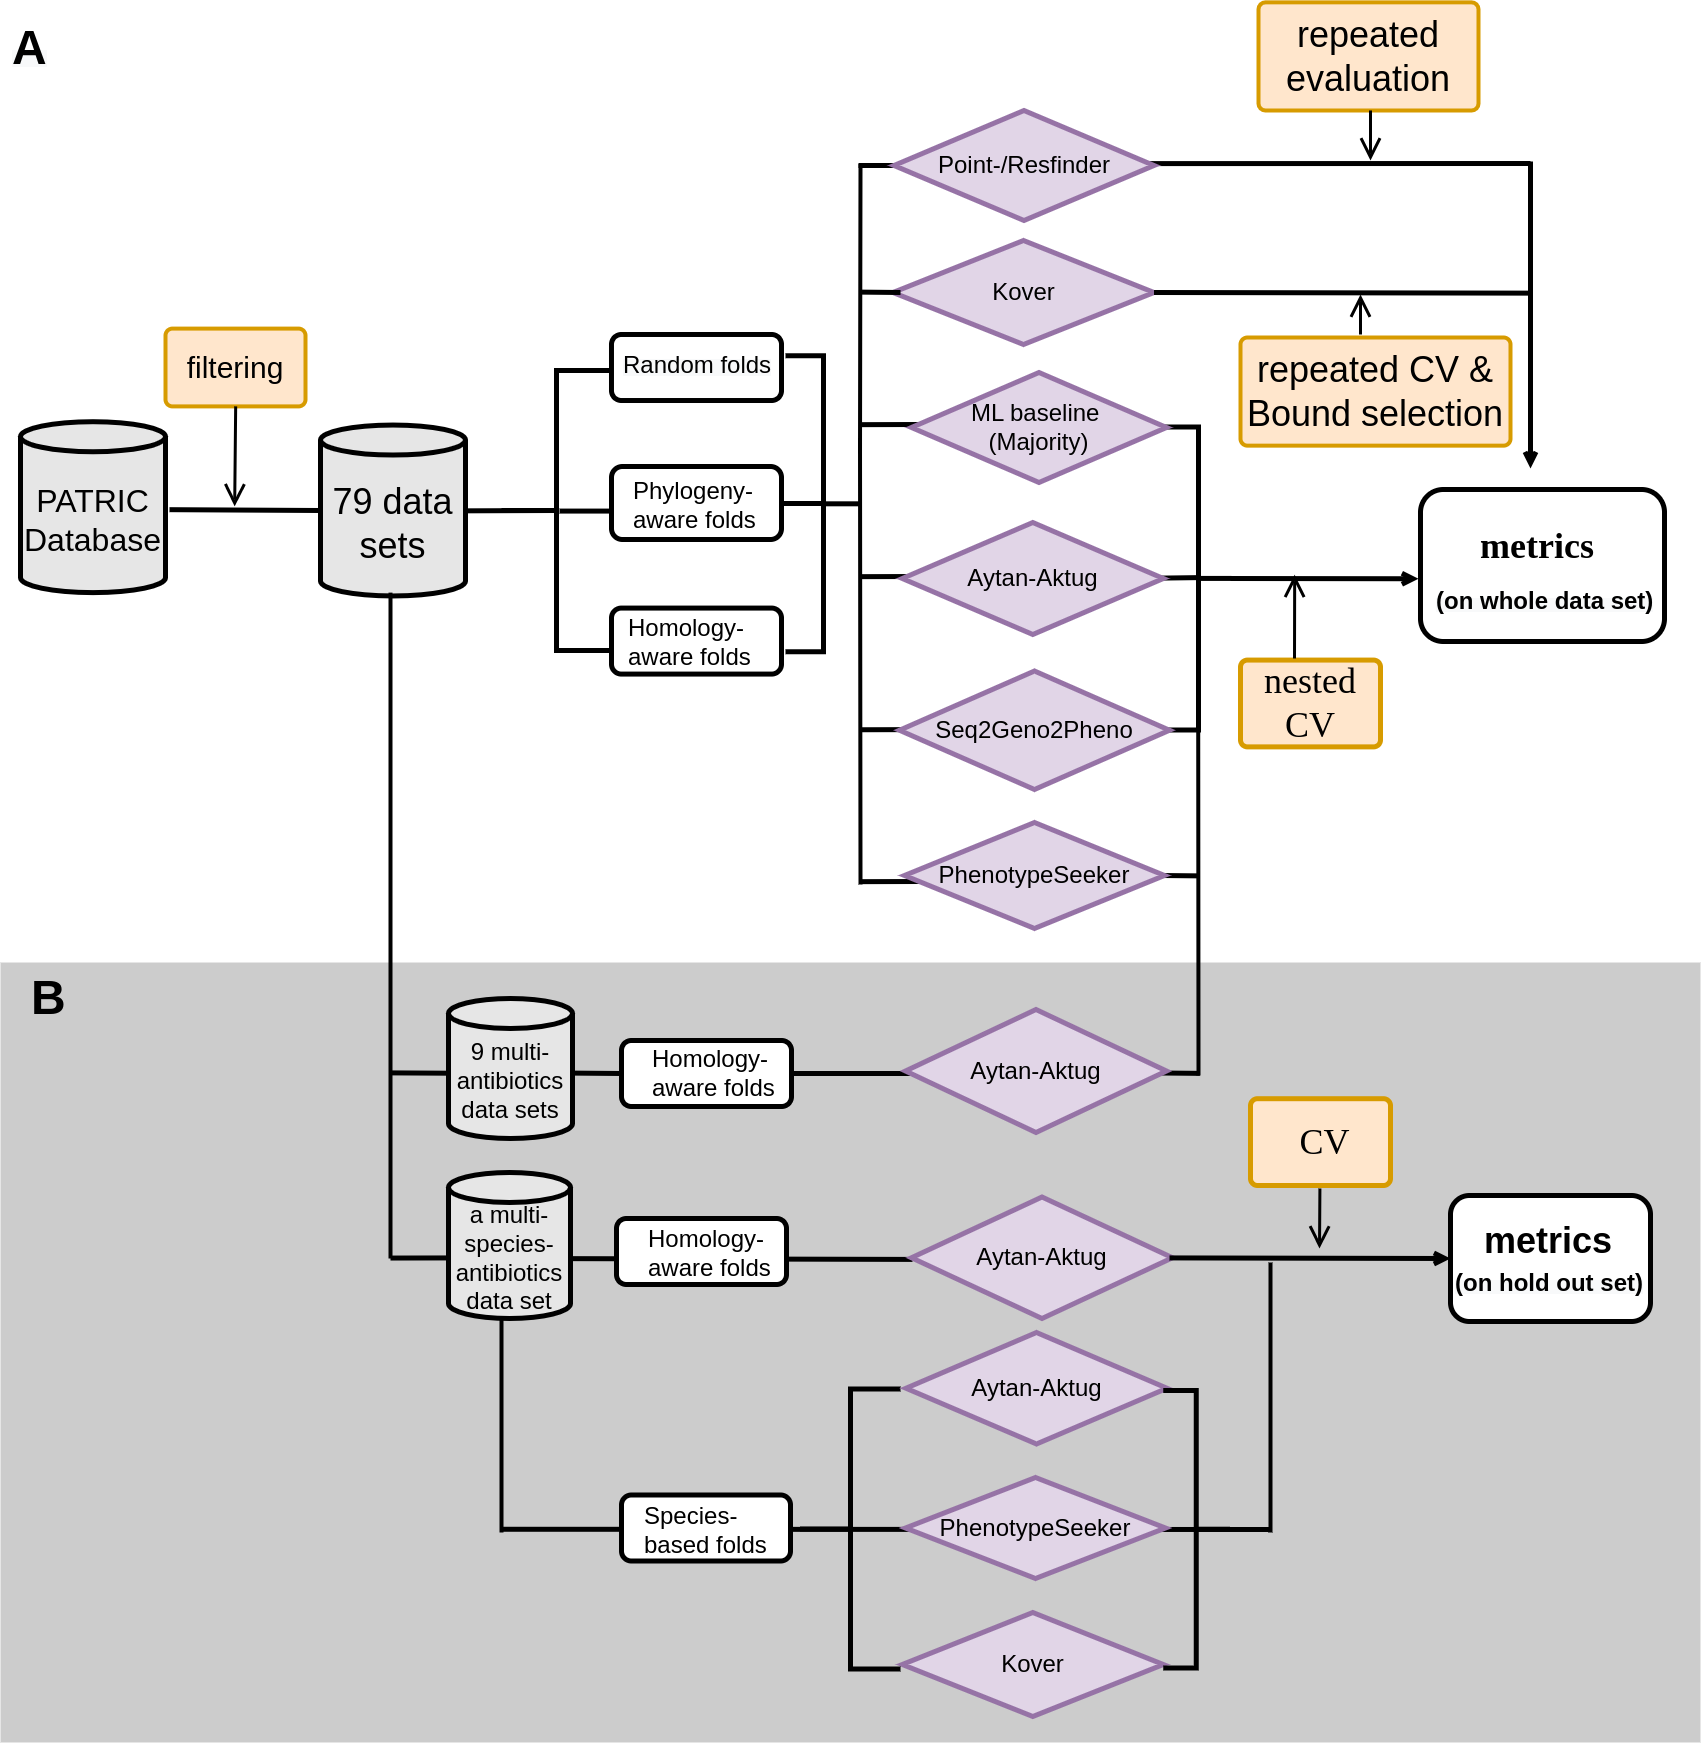 A
repeated
evaluation
Point-/Resfinder
Kover
filtering
Random folds
repeated CV &
Bound selection
ML baseline
(Majority)
PATRIC
Database
79 data
sets
Phylogeny-
aware folds
Aytan-Aktug
metrics
(on whole data set)
Homology-
aware folds
nested
CV
Seq2Geno2Pheno
PhenotypeSeeker
B
9 multi-
antibiotics
data sets
Homology-
aware folds
Aytan-Aktug
CV
a multi-
species-
antibiotics
data set
Homology-
aware folds
Aytan-Aktug
metrics
(on hold out set)
Aytan-Aktug
Species-
based folds
PhenotypeSeeker
Kover